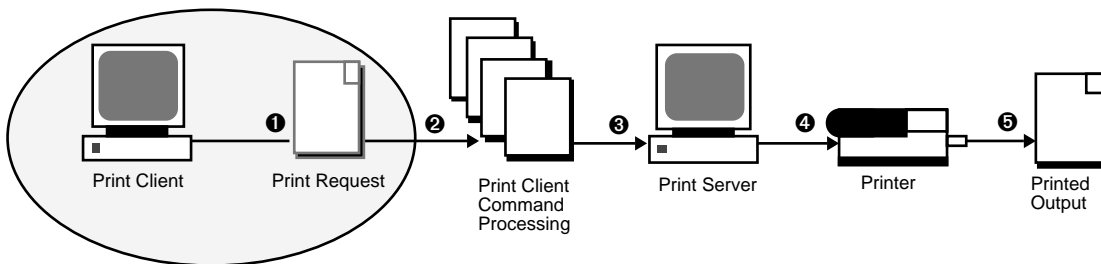 ❶
❷
❸
❹
❺
Print Client
Print Request
Print Client
Command
Processing
Print Server
Printer
Printed
Output